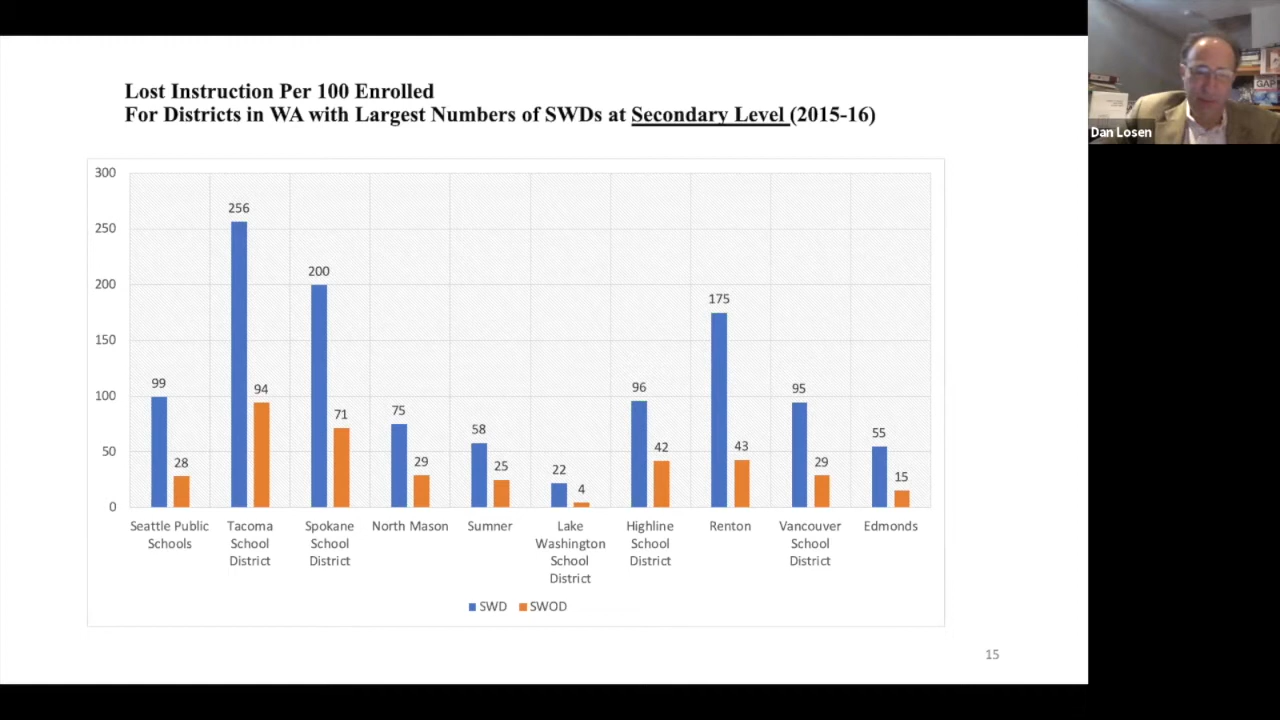 Lost Instruction Per 100 Enrolled
For Districts in WA with Largest Numbers of SWDs at Secondary Level (2015-16)
300
250
200
150
100
50
0
99
28
256
94
200
71
75
29
58
25
22
4
96
42
175
43
95
29
55
15
Seattle Public
Schools
Tacoma
School
District
Spokane
School
District
North Mason
Sumner
Lake
Washington
School
District
Highline
School
District
Renton
Vancouver
School
District
Edmonds
SWD
SWOD
15
GAP
Dan Losen